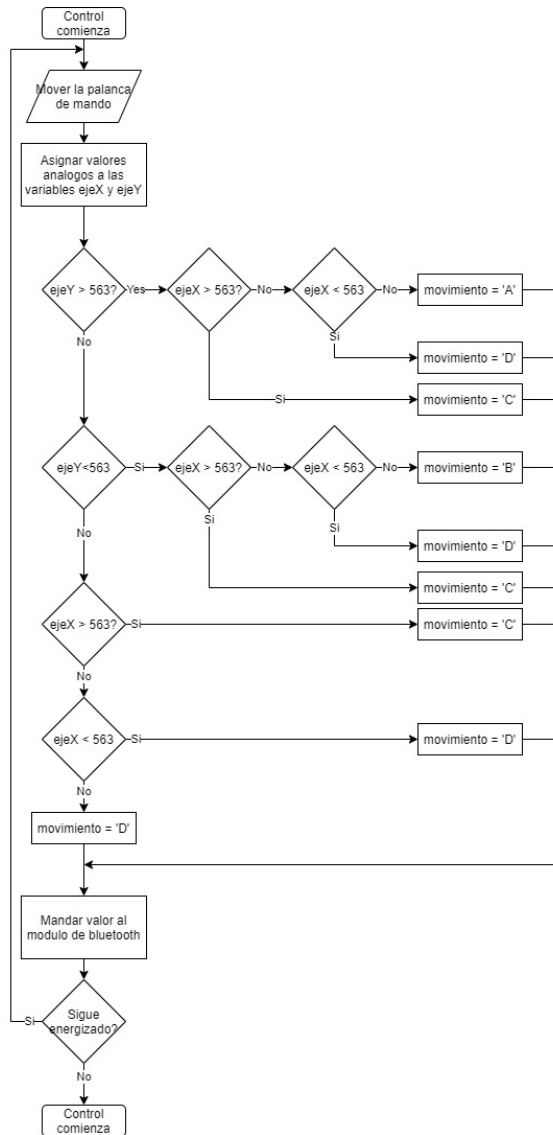 Control
comienza
Mover la palanca
de mando
Asignar valores
analogos a las
variables ejeX y ejeY
ejeY > 563?
Yes
ejeX > 563?
No
ejeX < 563
No
movimiento = 'A'
No
Si
movimiento = 'D'
Si
movimiento = 'C'
ejeY<563
Si
ejeX > 563?
No
ejeX < 563
No
movimiento = 'B'
No
Si
Si
movimiento = 'D'
movimiento = 'C'
ejeX > 563?
Si
movimiento = 'C'
No
ejeX < 563
Si
movimiento = 'D'
No
movimiento = 'D'
Mandar valor al
modulo de bluetooth
Si
Sigue
energizado?
No
Control
comienza